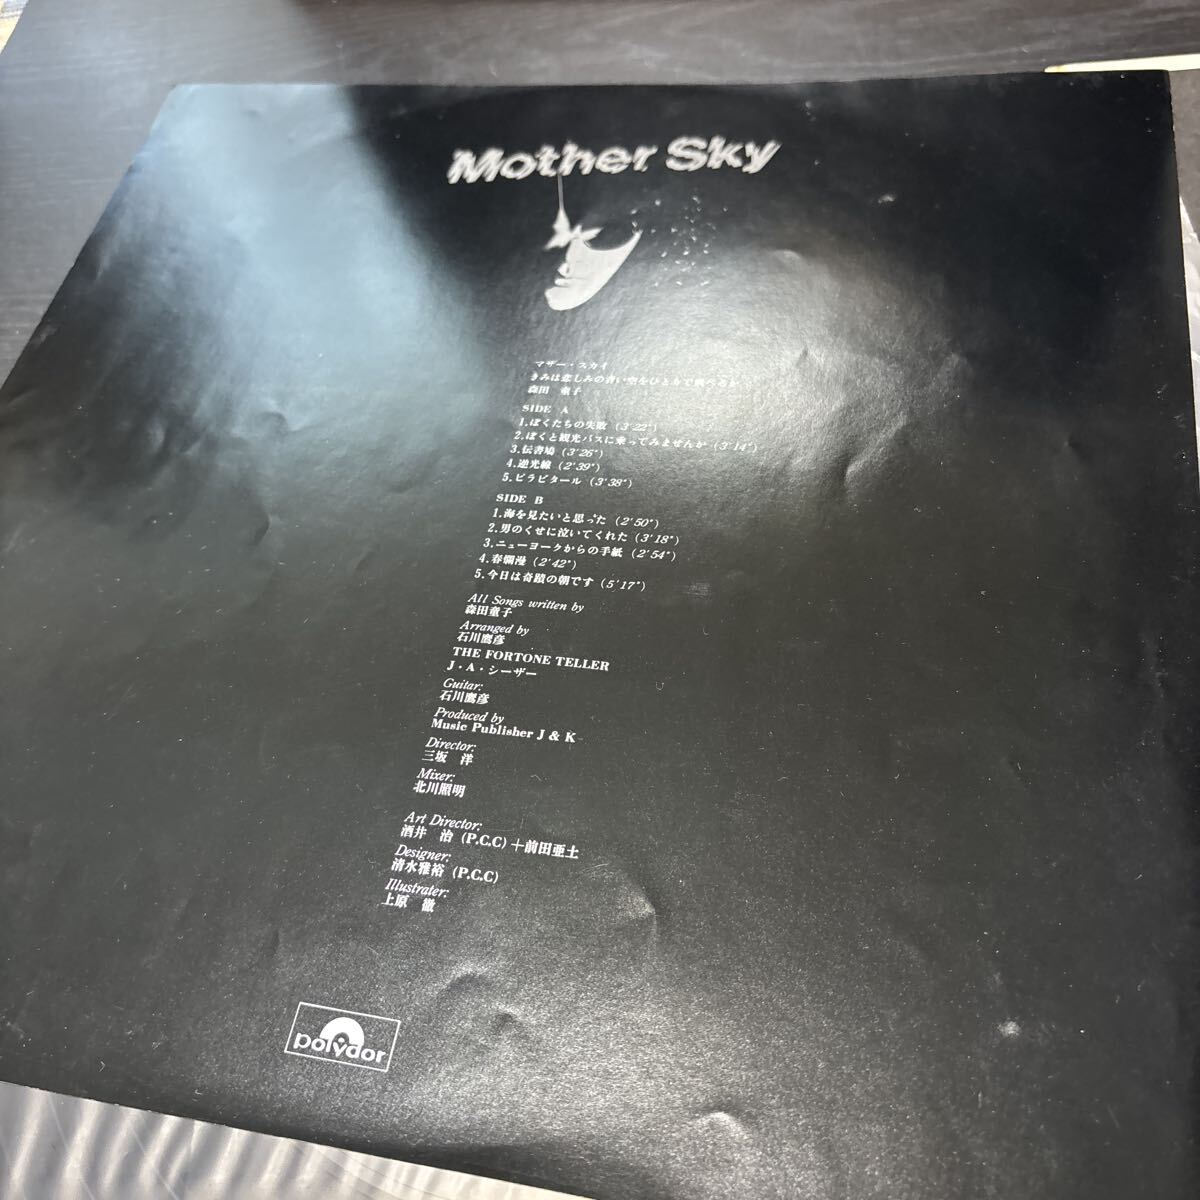 Mother Sky
マザー・スカイ
きみは悲しみの青い空をひとりで飛べるか
森田 童子
SIDE A
1.ぼくたちの失敗 (3'22")
2.ぼくと観光バスに乗ってみませんか (3'14")
3.伝書鳩 (3'26")
4.逆光線 (2'39")
5.ピラビタール (3'38")
SIDE B
1.海を見たいと思った (2'50")
2.男のくせに泣いてくれた (3'18")
3.ニューヨークからの手紙 (2'54")
4.春爛漫 (2'42")
5.今日は奇蹟の朝です (5'17")
All Songs written by
森田童子
Arranged by
石川鷹彦
THE FORTONE TELLER
J・A・シーザー
Guitar:
石川鷹彦
Produced by
Music Publisher J & K
Director:
三坂 洋
Mixer:
北川照明
Art Director:
酒井 治 (P.C.C)+前田亜土
Designer:
清水雅裕 (P.C.C)
Illustrater:
上原 徹
polydor